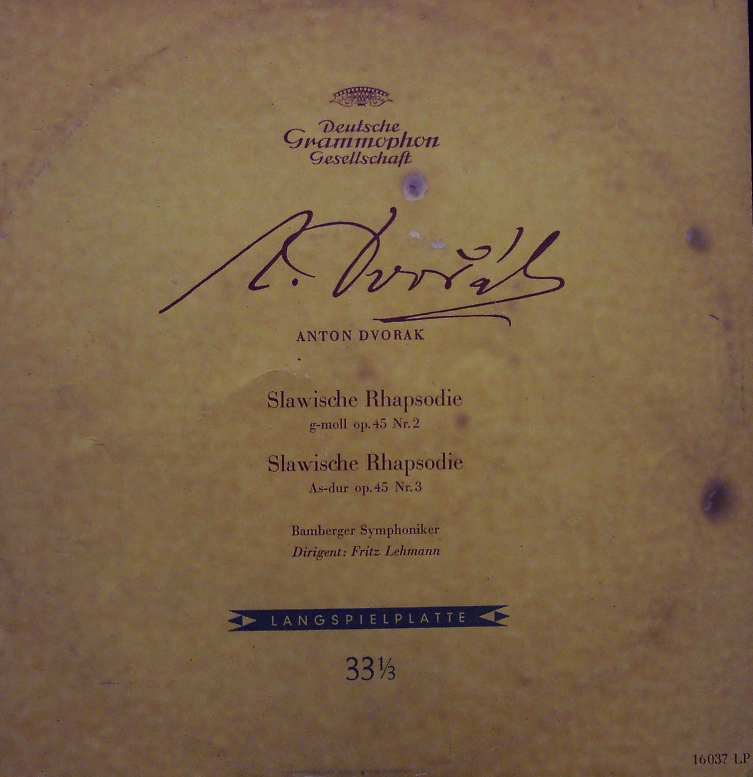 Deutsche
Grammophon
Gesellschaft
A. Dvořák
ANTON DVORAK
Slawische Rhapsodie
g-moll op. 45 Nr. 2
Slawische Rhapsodie
As-dur op. 45 Nr. 3
Bamberger Symphoniker
Dirigent: Fritz Lehmann
LANGSPIELPLATTE
33⅓
16037 LP